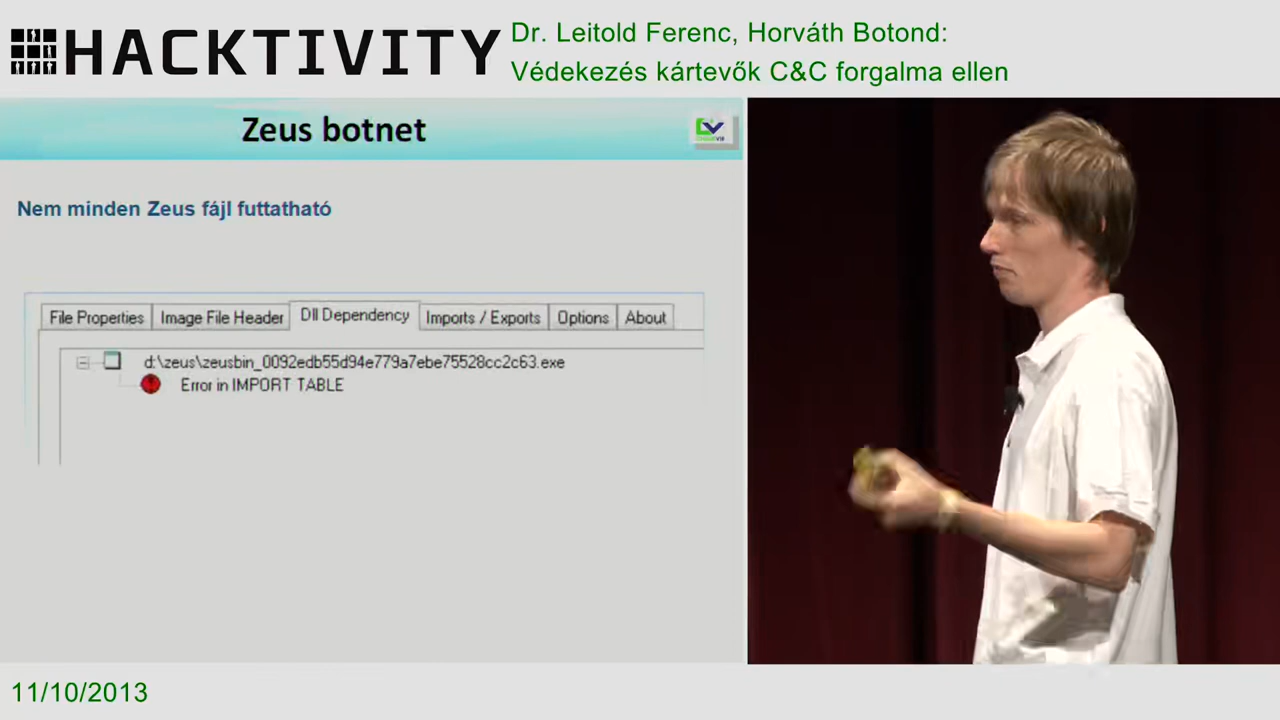 HACKTIVITY
Dr. Leitold Ferenc, Horváth Botond:
Védekezés kártevők C&C forgalma ellen
Zeus botnet
Nem minden Zeus fájl futtatható
File Properties
Image File Header
Dll Dependency
Imports / Exports
Options
About
d:\zeus\zeusbin_0092edb55d94e779a7ebe75528cc2c63.exe
Error in IMPORT TABLE
11/10/2013